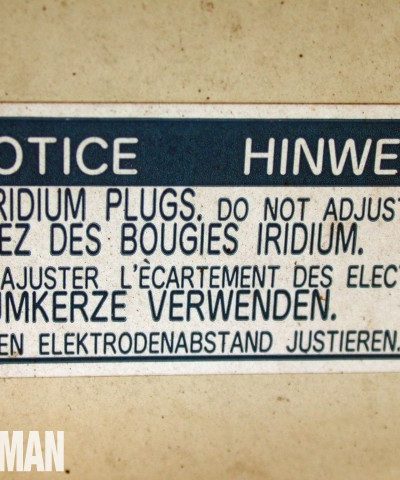 OTICE HINWE
RIDIUM PLUGS. DO NOT ADJUST
EZ DES BOUGIES IRIDIUM.
AJUSTER L'ÈCARTEMENT DES ELEC
UMKERZE VERWENDEN.
EN ELEKTRODENABSTAND JUSTIEREN.
MAN